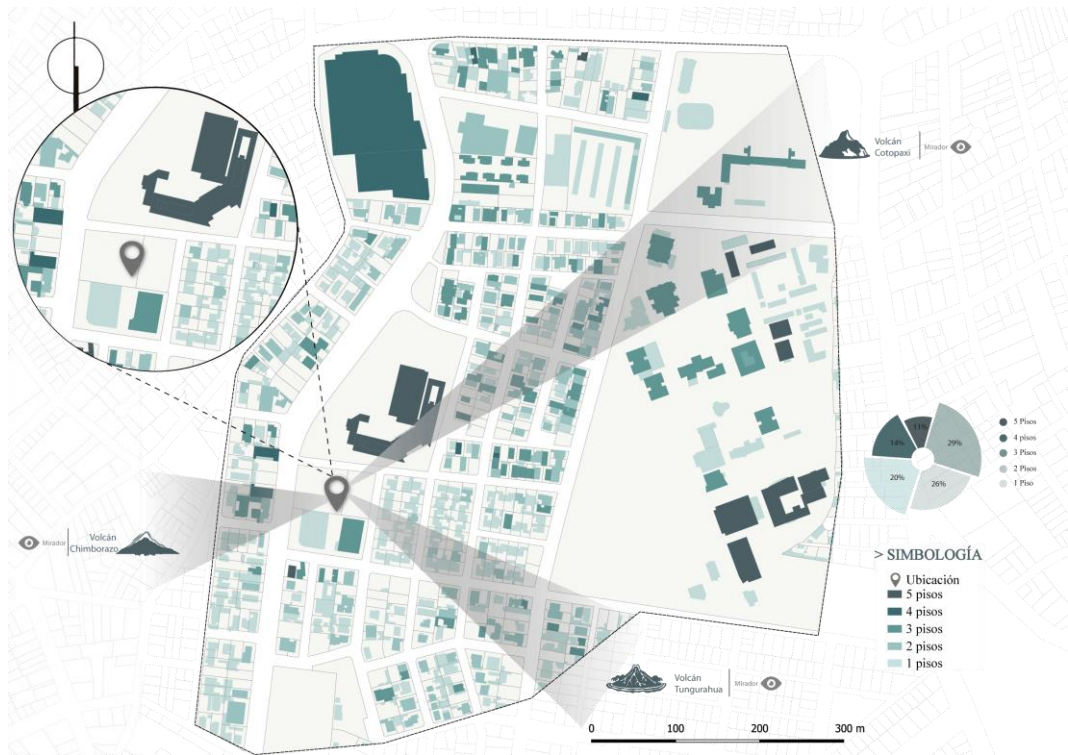 Volcán
Cotopaxi
Mirador
11%
29%
14%
20%
26%
5 Pisos
4 pisos
3 Pisos
2 Pisos
1 Piso
Mirador
Volcán
Chimborazo
> SIMBOLOGÍA
Ubicación
5 pisos
4 pisos
3 pisos
2 pisos
1 pisos
Volcán
Tungurahua
Mirador
0 100 200 300 m